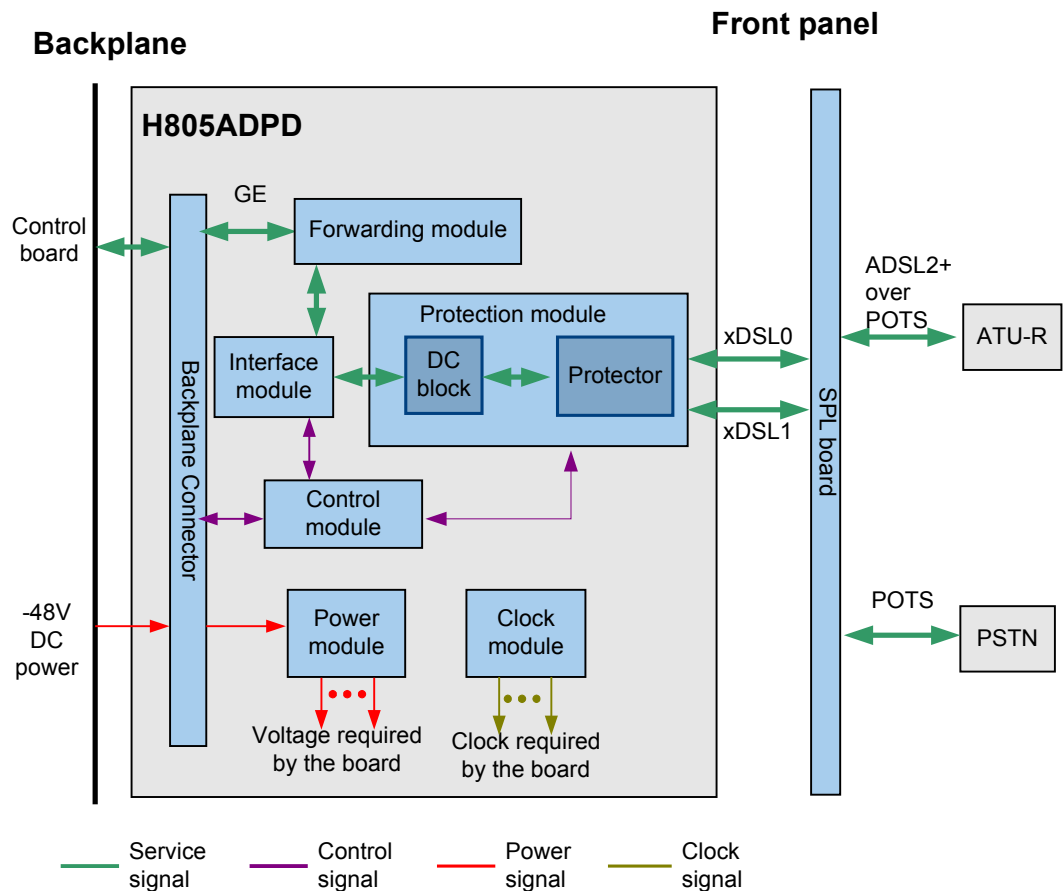 Backplane
Front panel
H805ADPD
GE
Control
board
Forwarding module
Protection module
Interface
module
DC
block
Protector
xDSL0
xDSL1
ADSL2+
over
POTS
ATU-R
Backplane Connector
SPL board
Control
module
-48V
DC
power
Power
module
Clock
module
POTS
PSTN
Voltage required
by the board
Clock required
by the board
Service
signal
Control
signal
Power
signal
Clock
signal